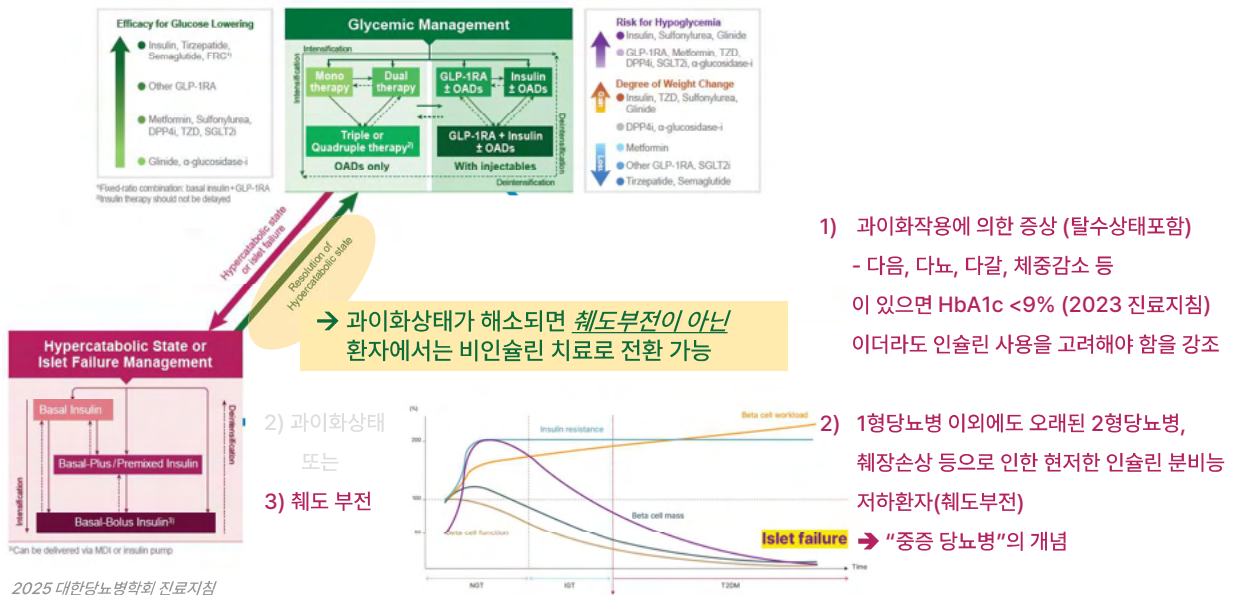 Efficacy for Glucose Lowering
Insulin, Tirzepatide,
Semaglutide, FRC¹⁾
Other GLP-1RA
Metformin, Sulfonylurea,
DPP4i, TZD, SGLT2i
Glinide, α-glucosidase-i
¹⁾Fixed-ratio combination: basal insulin + GLP-1RA
²⁾Insulin therapy should not be delayed
Glycemic Management
Intensification
Intensification
Mono
therapy
Dual
therapy
GLP-1RA
± OADs
Insulin
± OADs
Triple or
Quadruple therapy²⁾
GLP-1RA + Insulin
± OADs
OADs only
With injectables
Deintensification
Deintensification
Risk for Hypoglycemia
Insulin, Sulfonylurea, Glinide
GLP-1RA, Metformin, TZD,
DPP4i, SGLT2i, α-glucosidase-i
Degree of Weight Change
Gain
Insulin, TZD, Sulfonylurea,
Glinide
DPP4i, α-glucosidase-i
Loss
Metformin
Other GLP-1RA, SGLT2i
Tirzepatide, Semaglutide
Hypercatabolic state
or islet failure
Resolution of
Hypercatabolic state
➔ 과이화상태가 해소되면 췌도부전이 아닌
환자에서는 비인슐린 치료로 전환 가능
1) 과이화작용에 의한 증상 (탈수상태포함)
- 다음, 다뇨, 다갈, 체중감소 등
이 있으면 HbA1c <9% (2023 진료지침)
이더라도 인슐린 사용을 고려해야 함을 강조
Hypercatabolic State or
Islet Failure Management
Basal Insulin
Basal-Plus/Premixed Insulin
Basal-Bolus Insulin³⁾
Intensification
Deintensification
³⁾Can be delivered via MDI or insulin pump
2) 과이화상태
또는
3) 췌도 부전
(%)
200
100
Insulin resistance
Beta cell workload
Beta cell mass
Beta cell function
Islet failure
Time
NGT
IGT
T2DM
2) 1형당뇨병 이외에도 오래된 2형당뇨병,
췌장손상 등으로 인한 현저한 인슐린 분비능
저하환자(췌도부전)
➔ “중증 당뇨병”의 개념
2025 대한당뇨병학회 진료지침